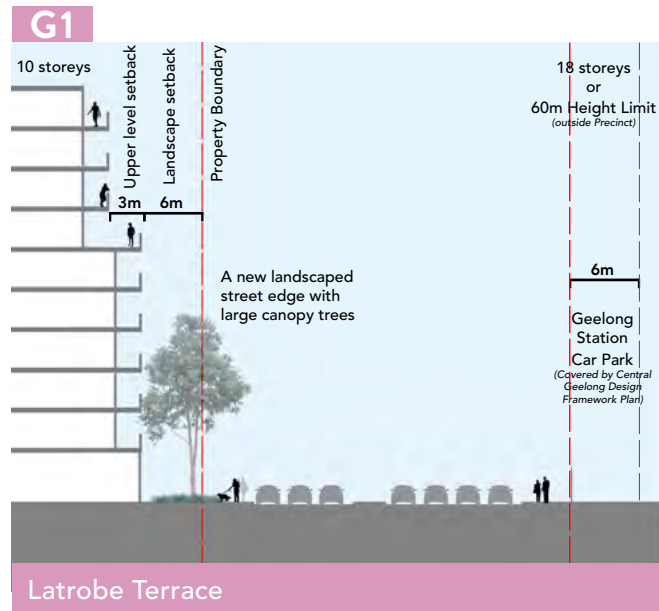 G1
10 storeys
Upper level setback
Landscape setback
Property Boundary
3m
6m
18 storeys
or
60m Height Limit
(outside Precinct)
A new landscaped
street edge with
large canopy trees
6m
Geelong
Station
Car Park
(Covered by Central
Geelong Design
Framework Plan)
Latrobe Terrace